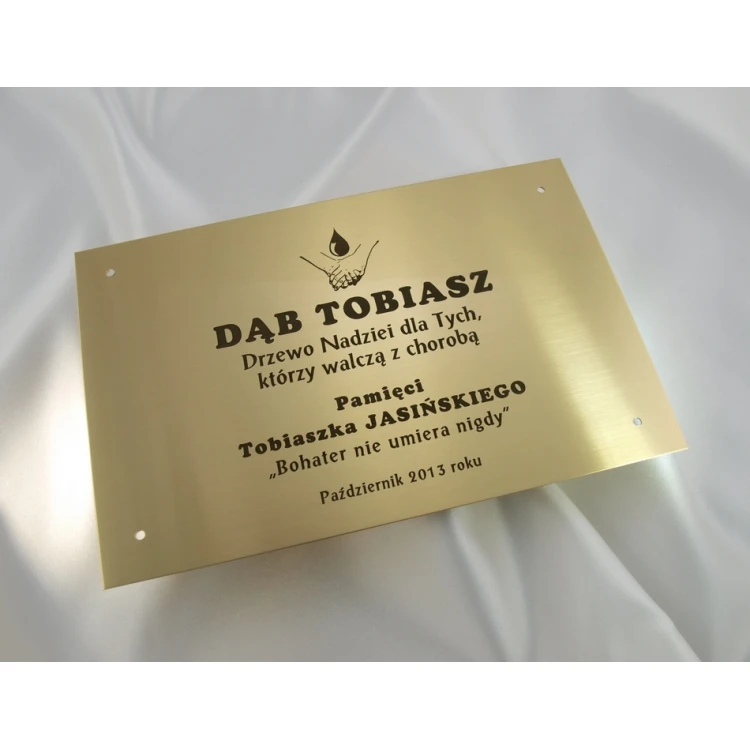 DĄB TOBIASZ
Drzewo Nadziei dla Tych,
którzy walczą z chorobą
Pamięci
Tobiaszka JASIŃSKIEGO
„Bohater nie umiera nigdy”
Październik 2013 roku